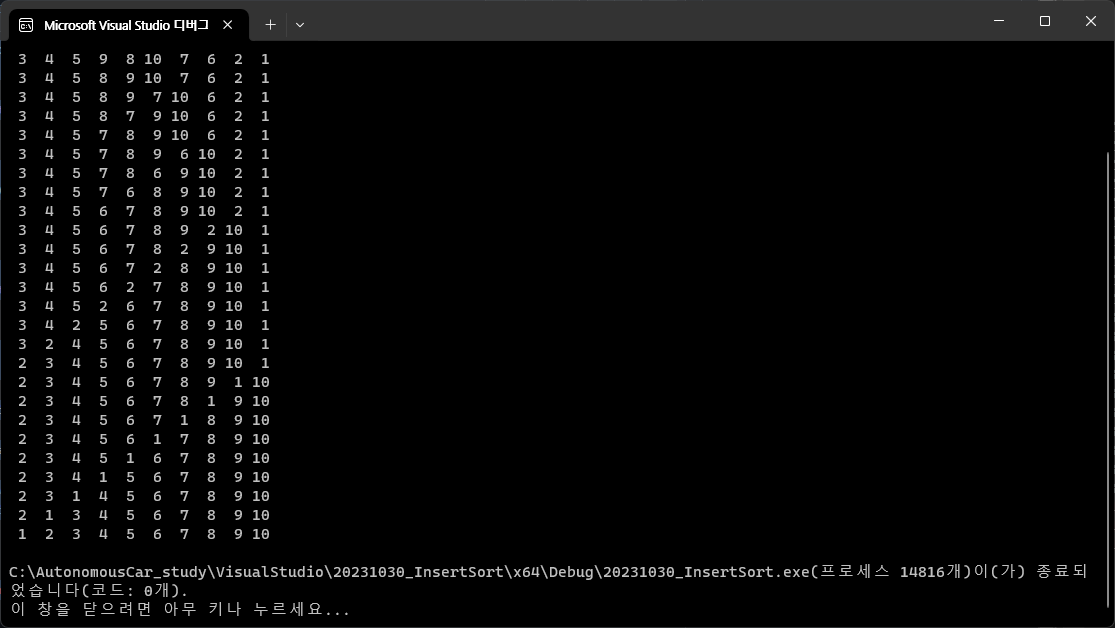 Microsoft Visual Studio 디버그
3 4 5 9 8 10 7 6 2 1
3 4 5 8 9 10 7 6 2 1
3 4 5 8 9 7 10 6 2 1
3 4 5 8 7 9 10 6 2 1
3 4 5 7 8 9 10 6 2 1
3 4 5 7 8 9 6 10 2 1
3 4 5 7 8 6 9 10 2 1
3 4 5 7 6 8 9 10 2 1
3 4 5 6 7 8 9 10 2 1
3 4 5 6 7 8 9 2 10 1
3 4 5 6 7 8 2 9 10 1
3 4 5 6 7 2 8 9 10 1
3 4 5 6 2 7 8 9 10 1
3 4 5 2 6 7 8 9 10 1
3 4 2 5 6 7 8 9 10 1
3 2 4 5 6 7 8 9 10 1
2 3 4 5 6 7 8 9 10 1
2 3 4 5 6 7 8 9 1 10
2 3 4 5 6 7 8 1 9 10
2 3 4 5 6 7 1 8 9 10
2 3 4 5 6 1 7 8 9 10
2 3 4 5 1 6 7 8 9 10
2 3 4 1 5 6 7 8 9 10
2 3 1 4 5 6 7 8 9 10
2 1 3 4 5 6 7 8 9 10
1 2 3 4 5 6 7 8 9 10
C:\AutonomousCar_study\VisualStudio\20231030_InsertSort\x64\Debug\20231030_InsertSort.exe(프로세스 14816개)이(가) 종료되
었습니다(코드: 0개).
이 창을 닫으려면 아무 키나 누르세요...